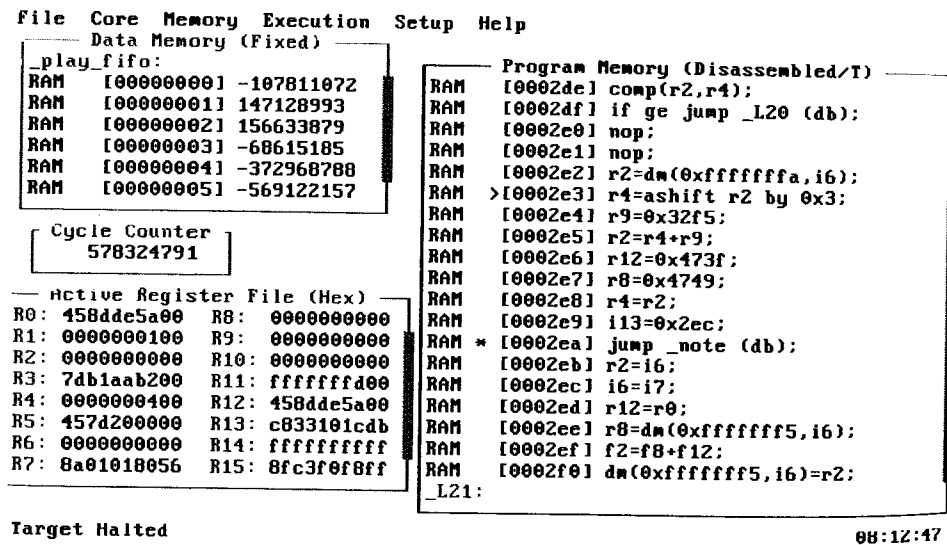 File Core Memory Execution Setup Help
Data Memory (Fixed)
_play_fifo:
RAM [00000000] -107811072
RAM [00000001] 147128993
RAM [00000002] 156633879
RAM [00000003] -68615185
RAM [00000004] -372968788
RAM [00000005] -569122157
Cycle Counter
578324791
Active Register File (Hex)
R0: 458dde5a00 R8: 0000000000
R1: 0000000100 R9: 0000000000
R2: 0000000000 R10: 0000000000
R3: 7db1aab200 R11: fffffffd00
R4: 0000000400 R12: 458dde5a00
R5: 457d200000 R13: c833101cdb
R6: 0000000000 R14: ffffffffff
R7: 8a01018056 R15: 8fc3f0f8ff
Program Memory (Disassembled/T)
RAM [0002de] comp(r2,r4);
RAM [0002df] if ge jump _L20 (db);
RAM [0002e0] nop;
RAM [0002e1] nop;
RAM [0002e2] r2=dm(0xfffffffa,i6);
RAM >[0002e3] r4=ashift r2 by 0x3;
RAM [0002e4] r9=0x32f5;
RAM [0002e5] r2=r4+r9;
RAM [0002e6] r12=0x473f;
RAM [0002e7] r8=0x4749;
RAM [0002e8] r4=r2;
RAM [0002e9] i13=0x2ec;
RAM * [0002ea] jump _note (db);
RAM [0002eb] r2=i6;
RAM [0002ec] i6=i7;
RAM [0002ed] r12=r0;
RAM [0002ee] r8=dm(0xfffffff5,i6);
RAM [0002ef] f2=f8+f12;
RAM [0002f0] dm(0xfffffff5,i6)=r2;
_L21:
Target Halted
08:12:47